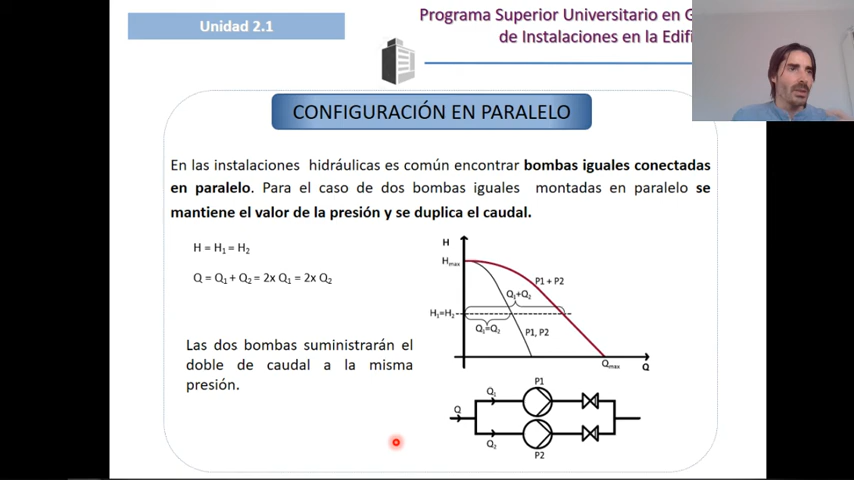 Unidad 2.1
Programa Superior Universitario en G
de Instalaciones en la Edifi
CONFIGURACIÓN EN PARALELO
En las instalaciones hidráulicas es común encontrar bombas iguales conectadas
en paralelo. Para el caso de dos bombas iguales montadas en paralelo se
mantiene el valor de la presión y se duplica el caudal.
H = H1 = H2
Q = Q1 + Q2 = 2x Q1 = 2x Q2
Las dos bombas suministrarán el
doble de caudal a la misma
presión.
H
Hmax
P1 + P2
Q1+Q2
H1=H2
Q1=Q2
P1, P2
Qmax
Q
P1
Q1
Q
Q2
P2